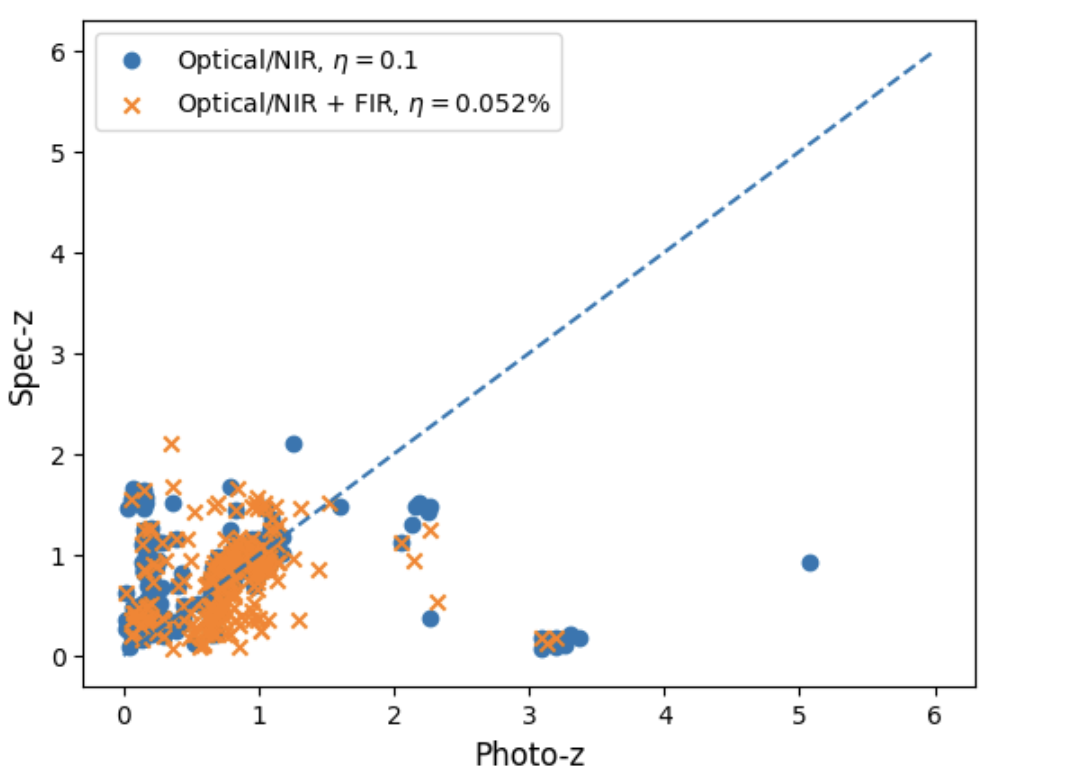 Optical/NIR, η = 0.1
Optical/NIR + FIR, η = 0.052%
6
5
4
3
2
1
0
Spec-z
0 1 2 3 4 5 6
Photo-z